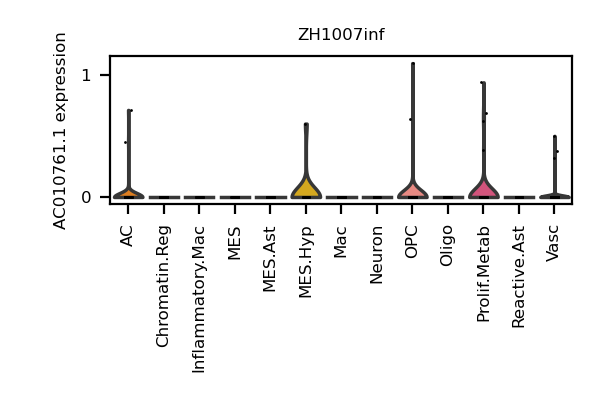 ZH1007inf
AC010761.1 expression
1
0
AC
Chromatin.Reg
Inflammatory.Mac
MES
MES.Ast
MES.Hyp
Mac
Neuron
OPC
Oligo
Prolif.Metab
Reactive.Ast
Vasc